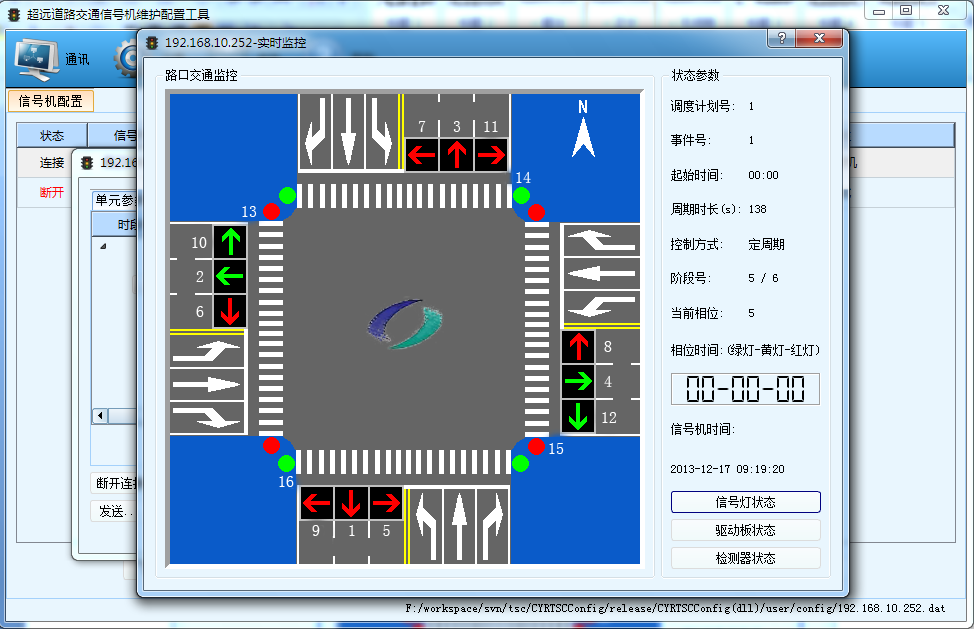 超远道路交通信号机维护配置工具
通讯
信号机配置
状态
信号
连接
断开
192.16
单元参
时段
断开连接
发送..
192.168.10.252-实时监控
路口交通监控
N
7 3 11
14
13
10
2
6
8
4
12
15
16
9 1 5
状态参数
调度计划号: 1
事件号: 1
起始时间: 00:00
周期时长(s): 138
控制方式: 定周期
阶段号: 5 / 6
当前相位: 5
相位时间:(绿灯-黄灯-红灯)
00-00-00
信号机时间:
2013-12-17 09:19:20
信号灯状态
驱动板状态
检测器状态
F:/workspace/svn/tsc/CYRTSCConfig/release/CYRTSCConfig(dll)/user/config/192.168.10.252.dat